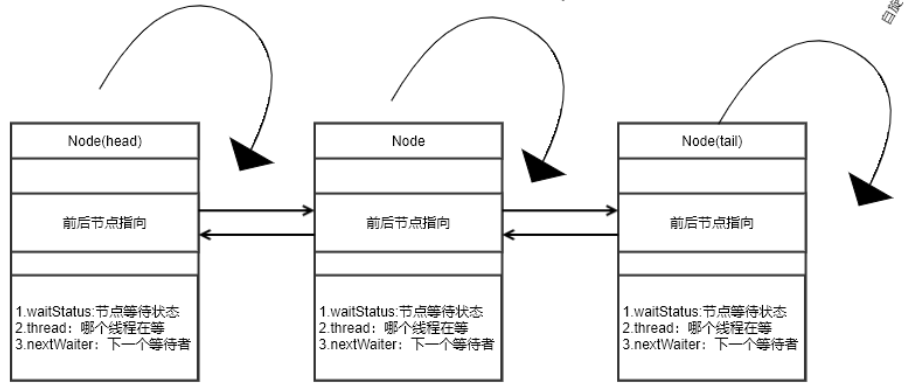 自旋
Node(head)
Node
Node(tail)
前后节点指向
前后节点指向
前后节点指向
1.waitStatus:节点等待状态
2.thread：哪个线程在等
3.nextWaiter：下一个等待者
1.waitStatus:节点等待状态
2.thread：哪个线程在等
3.nextWaiter：下一个等待者
1.waitStatus:节点等待状态
2.thread：哪个线程在等
3.nextWaiter：下一个等待者